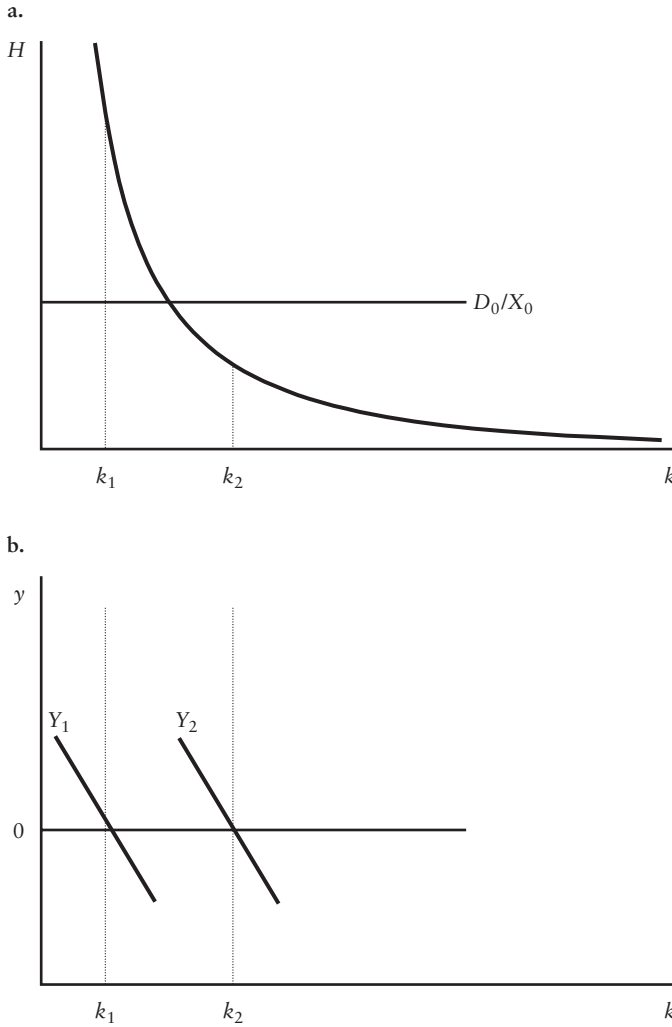 a.
H
D₀/X₀
k₁ k₂ k
b.
y
Y₁ Y₂
0
k₁ k₂ k